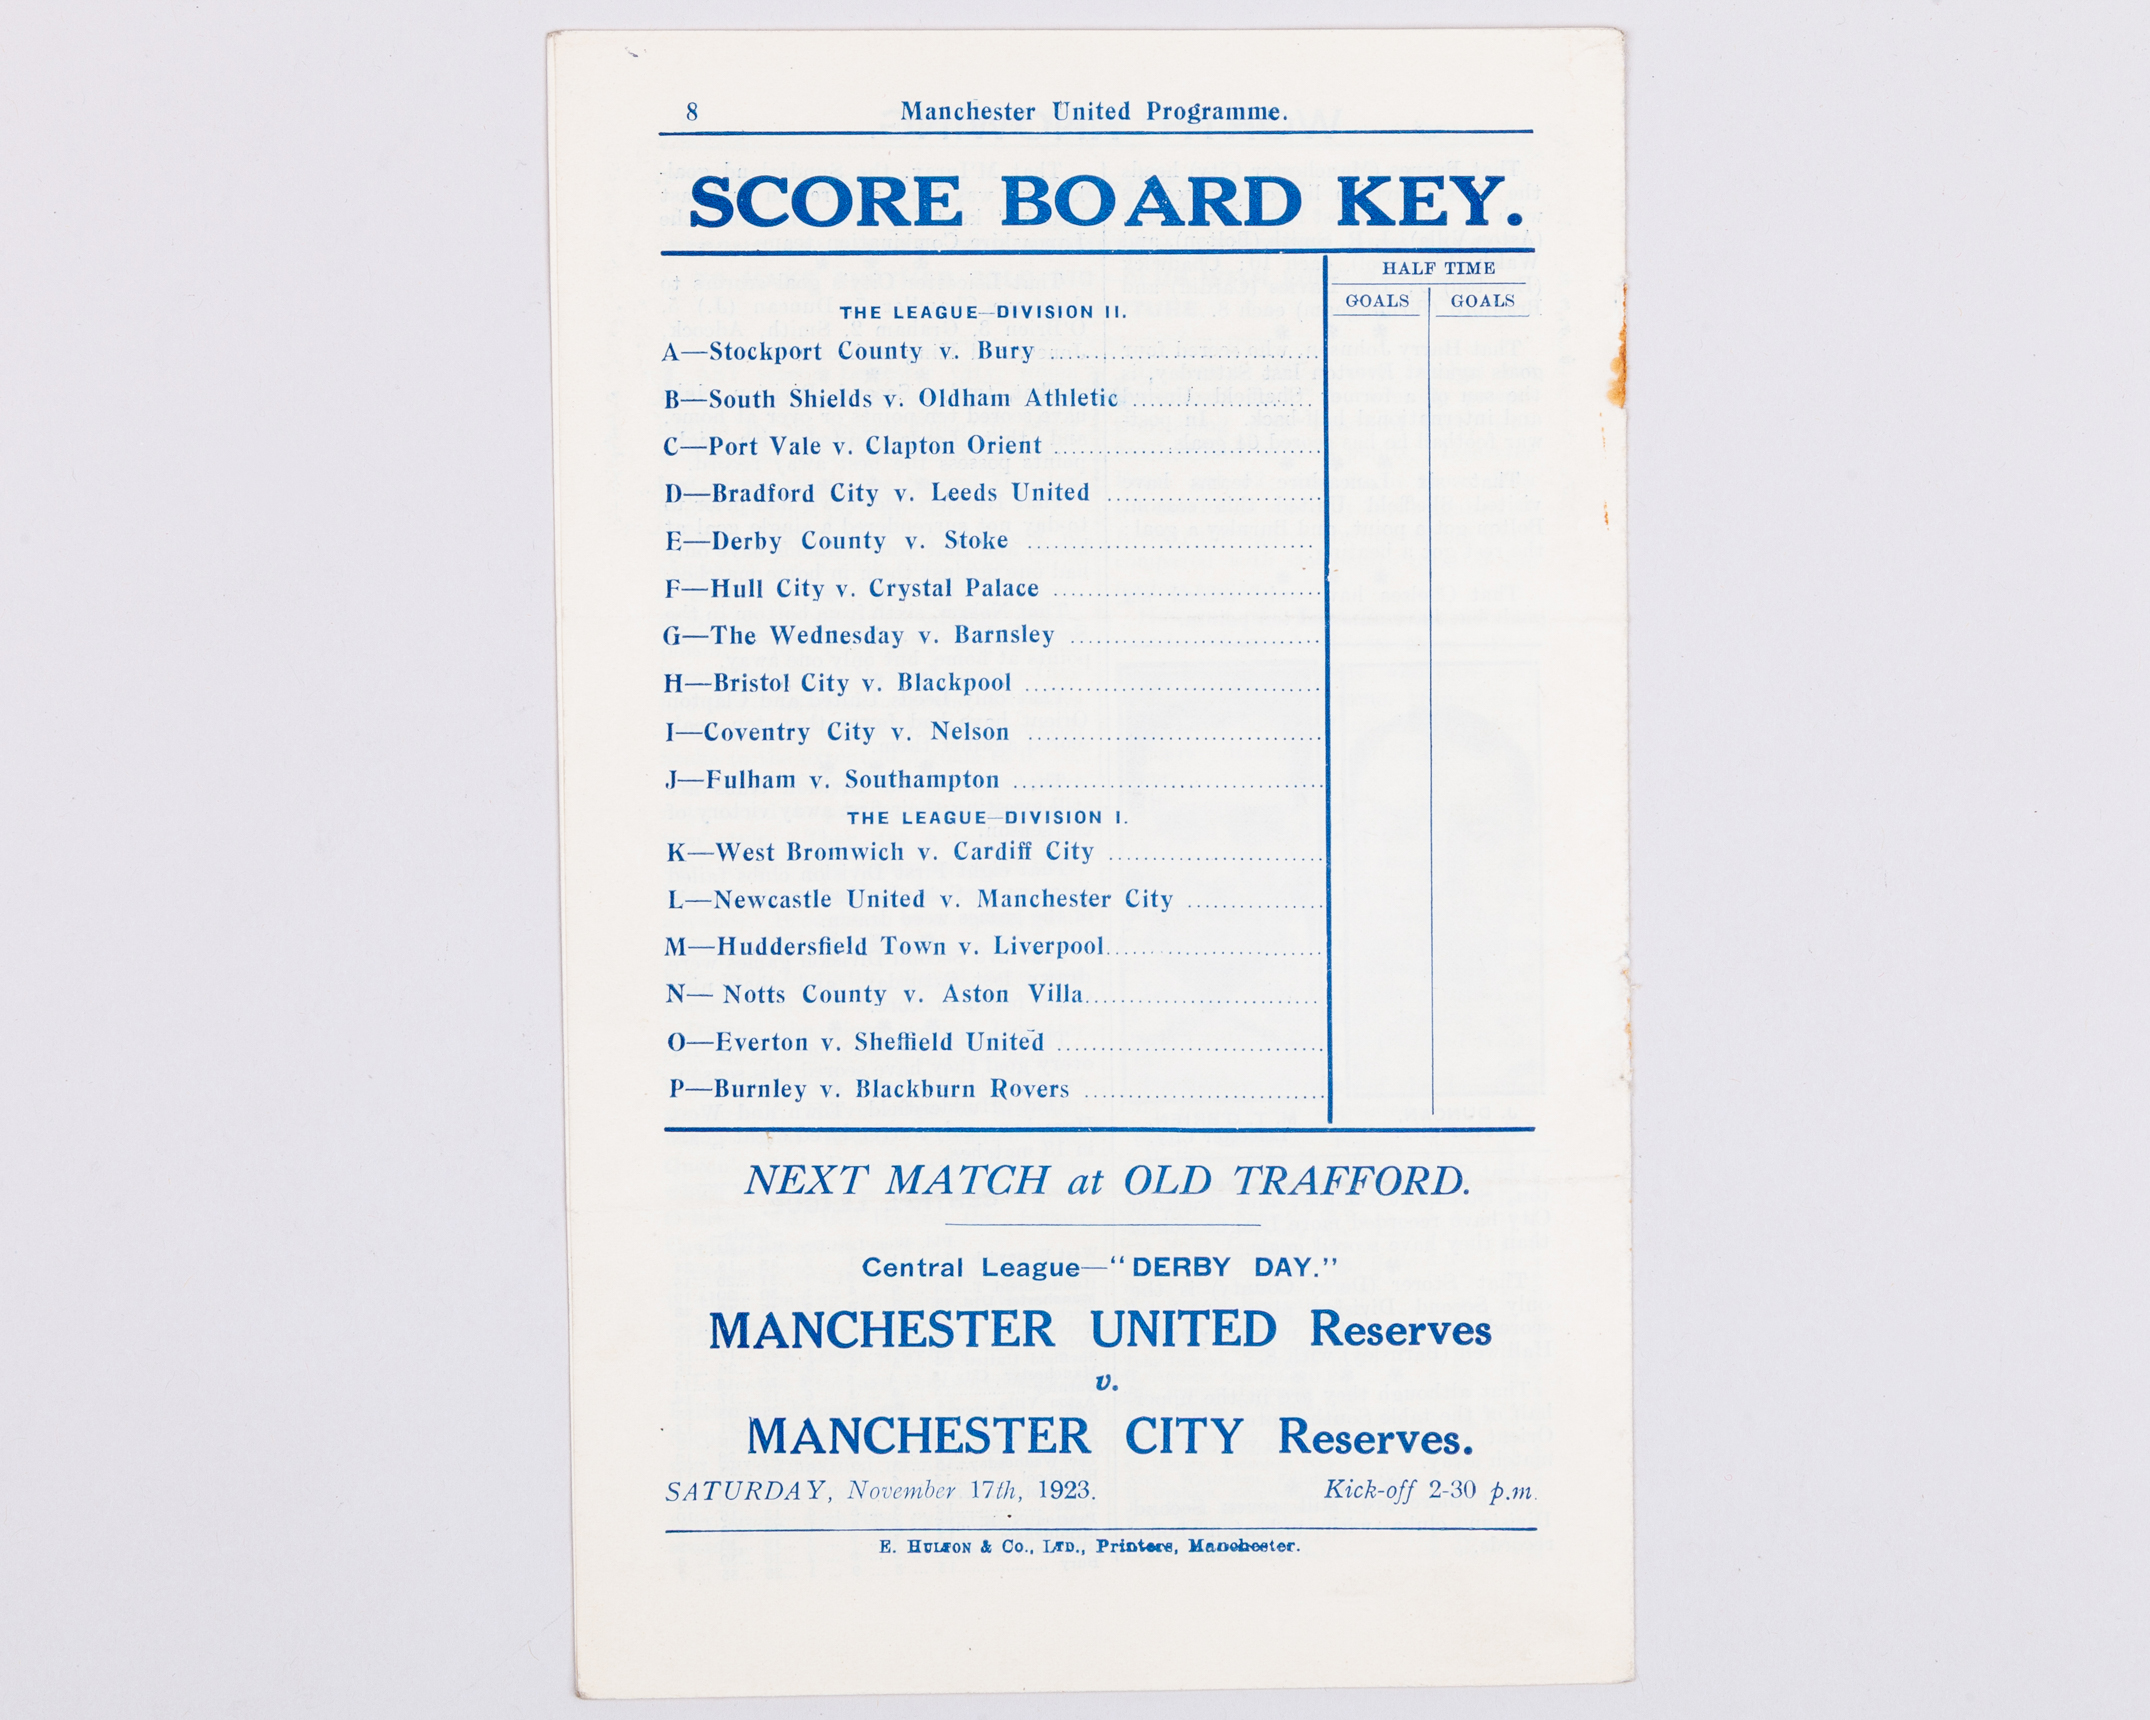 8 Manchester United Programme.
SCORE BOARD KEY.
HALF TIME
GOALS GOALS
THE LEAGUE—DIVISION II.
A—Stockport County v. Bury
B—South Shields v. Oldham Athletic
C—Port Vale v. Clapton Orient
D—Bradford City v. Leeds United
E—Derby County v. Stoke
F—Hull City v. Crystal Palace
G—The Wednesday v. Barnsley
H—Bristol City v. Blackpool
I—Coventry City v. Nelson
J—Fulham v. Southampton
THE LEAGUE—DIVISION I.
K—West Bromwich v. Cardiff City
L—Newcastle United v. Manchester City
M—Huddersfield Town v. Liverpool
N— Notts County v. Aston Villa
O—Everton v. Sheffield United
P—Burnley v. Blackburn Rovers
NEXT MATCH at OLD TRAFFORD.
Central League—"DERBY DAY."
MANCHESTER UNITED Reserves
v.
MANCHESTER CITY Reserves.
SATURDAY, November 17th, 1923. Kick-off 2-30 p.m.
E. HULTON & Co., LTD., Printers, Manchester.